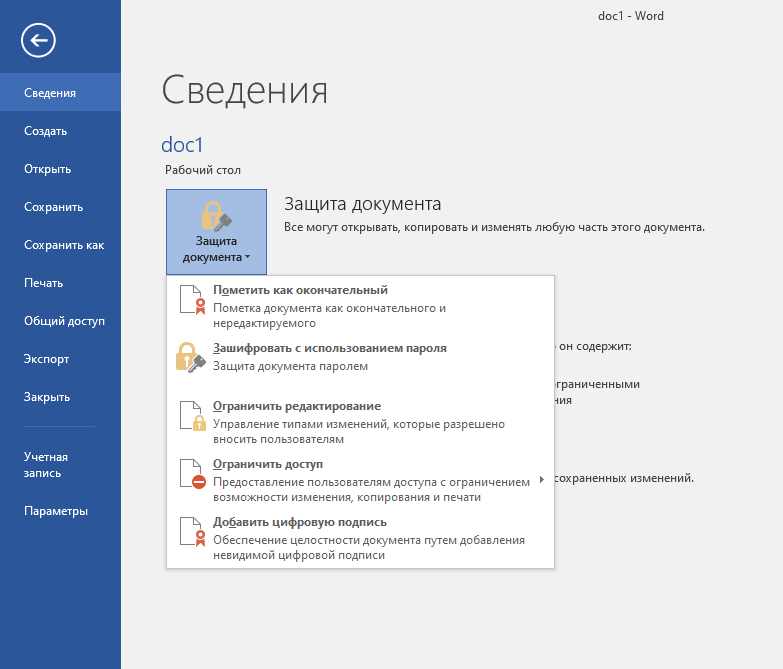 doc1 - Word
Сведения
Создать
Открыть
Сохранить
Сохранить как
Печать
Общий доступ
Экспорт
Закрыть
Учетная
запись
Параметры
Сведения
doc1
Рабочий стол
Защита
документа
Защита документа
Все могут открывать, копировать и изменять любую часть этого документа.
Пометить как окончательный
Пометка документа как окончательного и
нередактируемого
Зашифровать с использованием пароля
Защита документа паролем
Ограничить редактирование
Управление типами изменений, которые разрешено
вносить пользователям
Ограничить доступ
Предоставление пользователям доступа с ограничением
возможности изменения, копирования и печати
Добавить цифровую подпись
Обеспечение целостности документа путем добавления
невидимой цифровой подписи
он содержит:
граниченными
ния
сохраненных изменений.